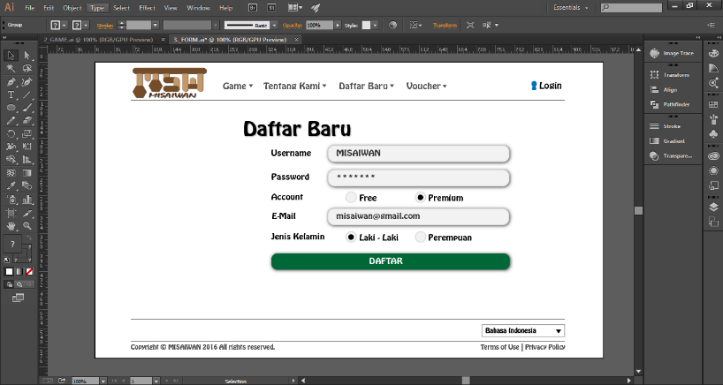 Ai File Edit Object Type Select Effect View Window Help Br St Essentials
Group Stroke: Basic Opacity: 100% Style: Transform
2_GAME.ai* @ 100% (RGB/GPU Preview) × 3_FORM.ai* @ 100% (RGB/GPU Preview) ×
MISAIWAN
Game Tentang Kami Daftar Baru Voucher Login
Daftar Baru
Username MISAIWAN
Password *******
Account Free Premium
E-Mail misaiwan@gmail.com
Jenis Kelamin Laki - Laki Perempuan
DAFTAR
Bahasa Indonesia
Copyright © MISAIWAN 2016 All rights reserved. Terms of Use | Privacy Policy
Image Trace
Transform
Align
Pathfinder
Stroke
Gradient
Transpare...
100% 1 Selection